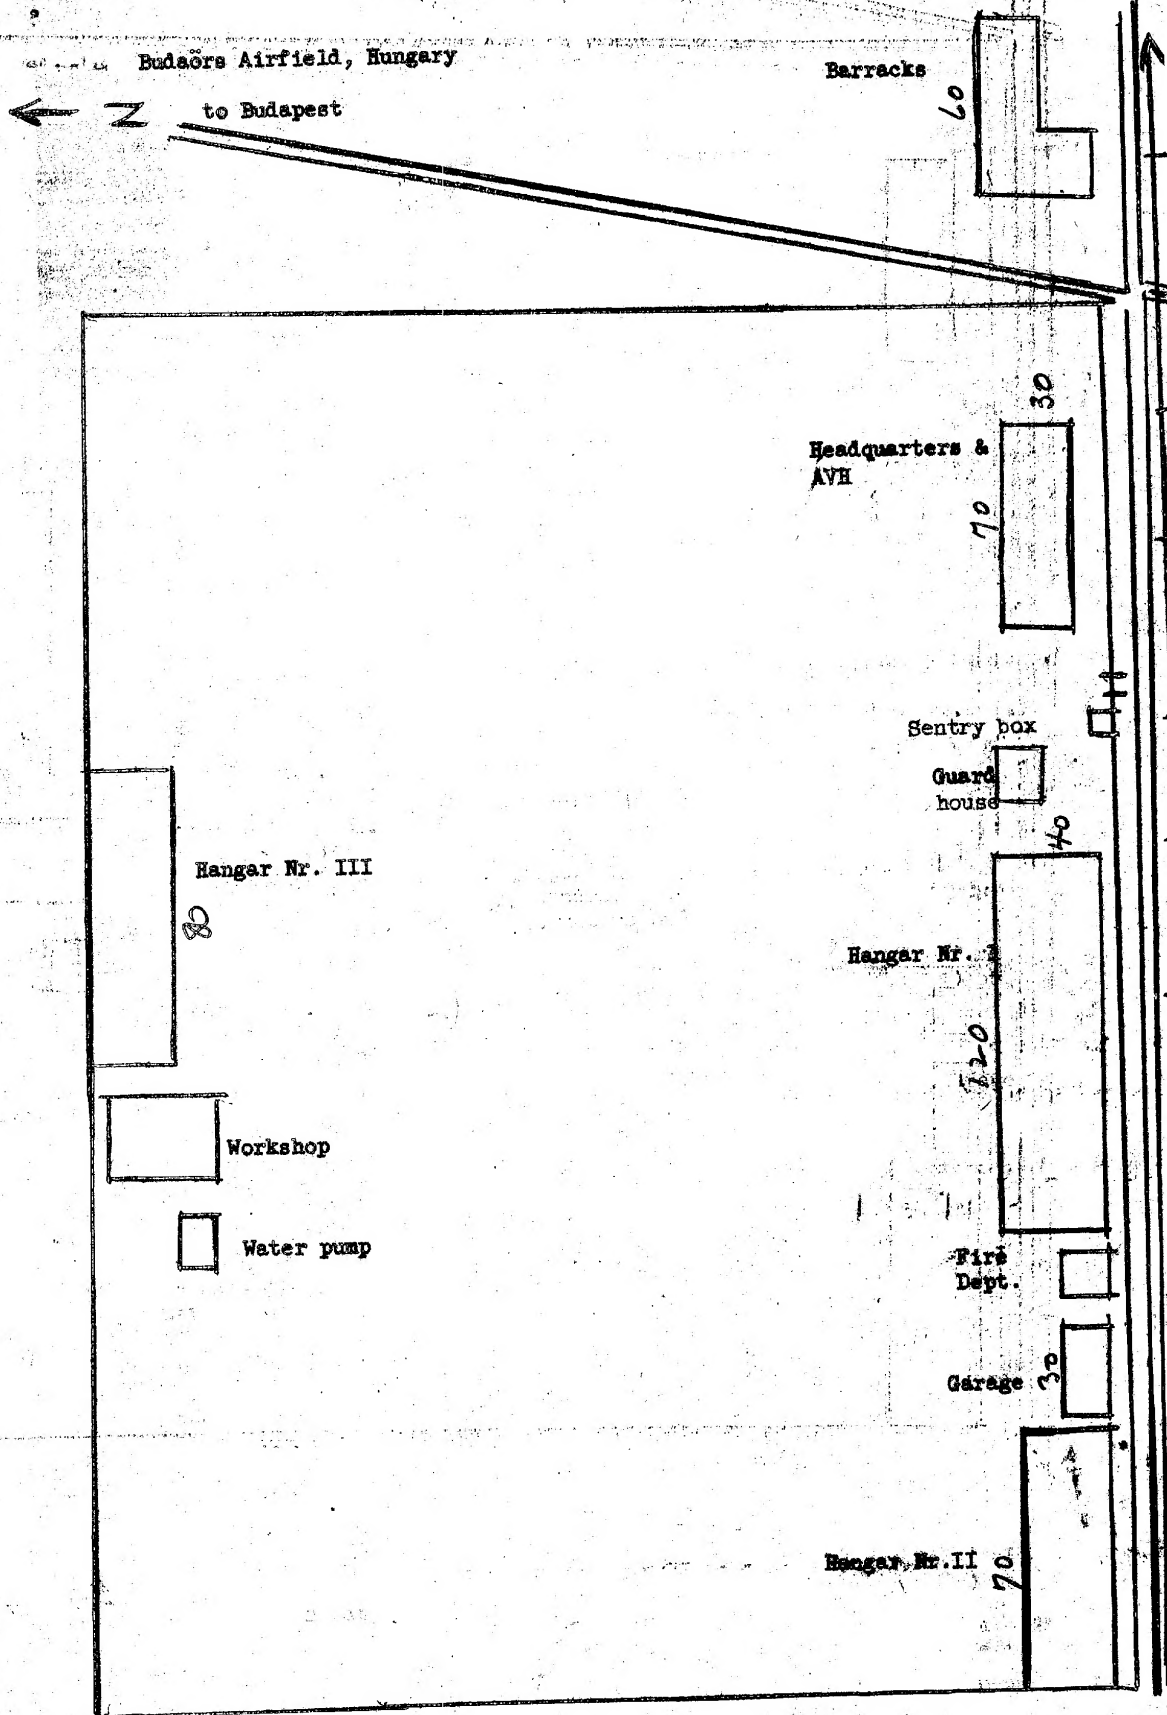 Budaörs Airfield, Hungary
N
to Budapest
Barracks
60
30
Headquarters &
AVH
70
Sentry box
Guard
house
40
Hangar Nr. III
80
Hangar Nr. I
120
Workshop
Water pump
Fire
Dept.
Garage
30
Hangar Nr.II
70